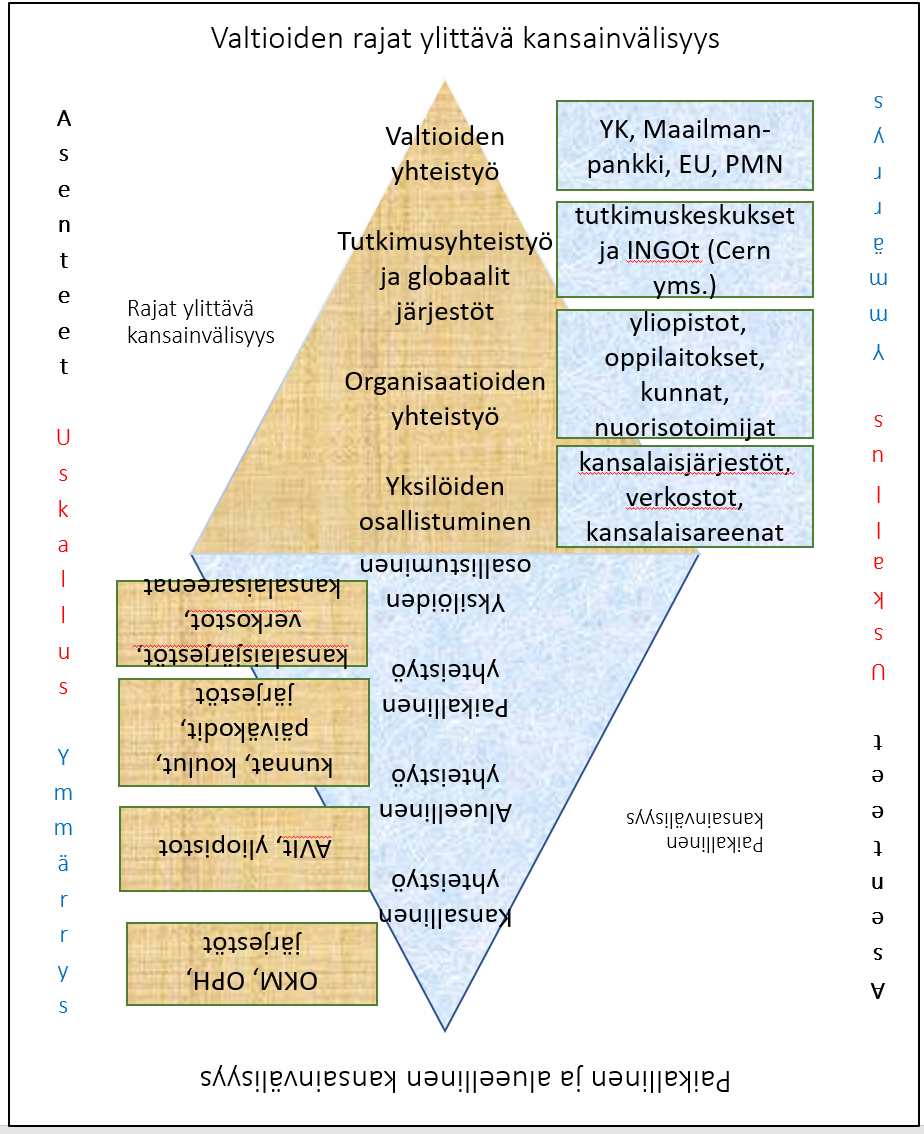 Valtioiden rajat ylittävä kansainvälisyys
Asenteet
Uskallus
Ymmärrys
Rajat ylittävä
kansainvälisyys
Valtioiden
yhteistyö
YK, Maailman-
pankki, EU, PMN
Tutkimusyhteistyö
ja globaalit
järjestöt
tutkimuskeskukset
ja INGOt (Cern
yms.)
Organisaatioiden
yhteistyö
yliopistot,
oppilaitokset,
kunnat,
nuorisotoimijat
Yksilöiden
osallistuminen
kansalaisjärjestöt,
verkostot,
kansalaisareenat
Paikallinen ja alueellinen kansainvälisyys
Asenteet
Uskallus
Ymmärrys
Paikallinen
kansainvälisyys
Kansallinen
yhteistyö
OKM, OPH,
järjestöt
Alueellinen
yhteistyö
AVIt, yliopistot
Paikallinen
yhteistyö
kunnat, koulut,
päiväkodit,
järjestöt
Yksilöiden
osallistuminen
kansalaisjärjestöt,
verkostot,
kansalaisareenat